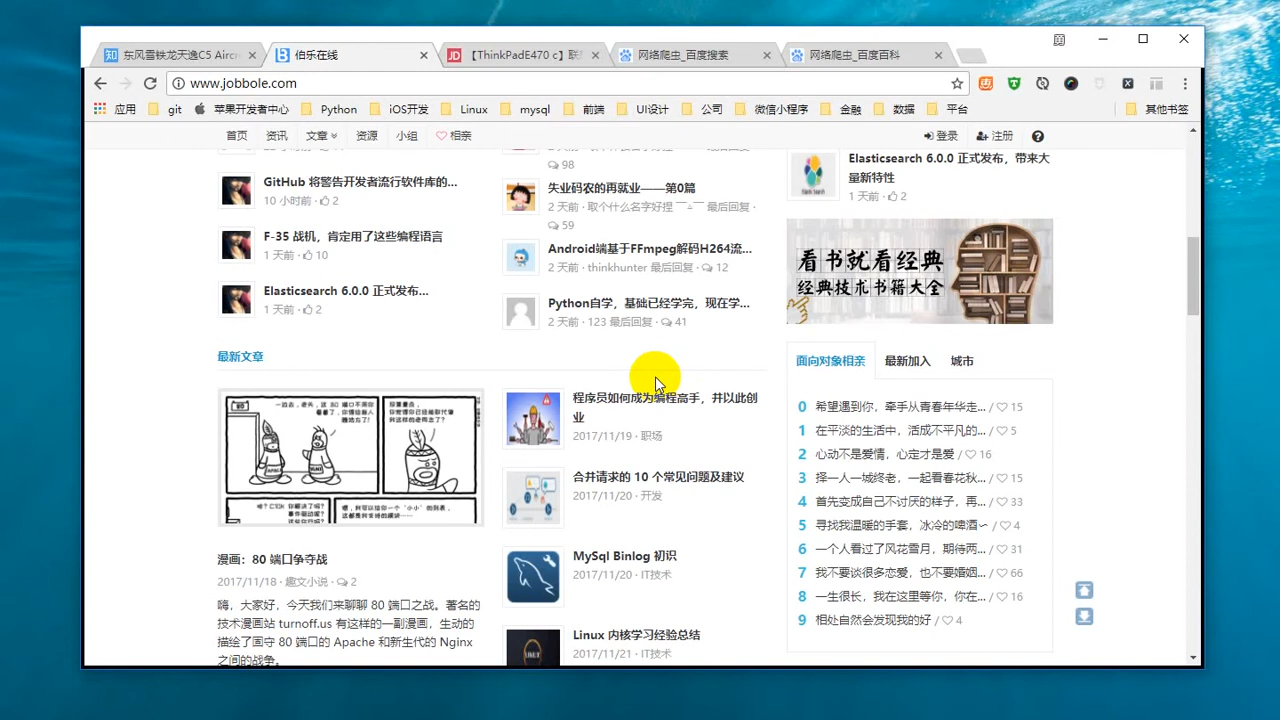 东风雪铁龙天逸C5 Airc
伯乐在线
【ThinkPadE470 c】联
网络爬虫_百度搜索
网络爬虫_百度百科
www.jobbole.com
应用
git
苹果开发者中心
Python
iOS开发
Linux
mysql
前端
UI设计
公司
微信小程序
金融
数据
平台
其他书签
首页
资讯
文章
资源
小组
相亲
登录
注册
GitHub 将警告开发者流行软件库的...
10 小时前 · 2
F-35 战机，肯定用了这些编程语言
1 天前 · 10
Elasticsearch 6.0.0 正式发布...
1 天前 · 2
98
失业码农的再就业——第0篇
2 天前 · 取个什么名字好捏 最后回复 ·
59
Android端基于FFmpeg解码H264流...
2 天前 · thinkhunter 最后回复 · 12
Python自学，基础已经学完，现在学...
2 天前 · 123 最后回复 · 41
Elasticsearch 6.0.0 正式发布，带来大
量新特性
1 天前 · 2
看书就看经典
经典技术书籍大全
最新文章
漫画：80 端口争夺战
2017/11/18 · 趣文小说 · 2
嗨，大家好，今天我们来聊聊 80 端口之战。著名的
技术漫画站 turnoff.us 有这样的一副漫画，生动的
描绘了固守 80 端口的 Apache 和新生代的 Nginx
之间的战争。
程序员如何成为编程高手，并以此创
业
2017/11/19 · 职场
合并请求的 10 个常见问题及建议
2017/11/20 · 开发
MySql Binlog 初识
2017/11/20 · IT技术
Linux 内核学习经验总结
2017/11/21 · IT技术
面向对象相亲
最新加入
城市
0 希望遇到你，牵手从青春年华走... / 15
1 在平淡的生活中，活成不平凡的... / 5
2 心动不是爱情，心定才是爱 / 16
3 择一人一城终老，一起看春花秋... / 15
4 首先变成自己不讨厌的样子，再... / 33
5 寻找我温暖的手套，冰冷的啤酒 / 4
6 一个人看过了风花雪月，期待两... / 31
7 我不要谈很多恋爱，也不要婚姻... / 66
8 一生很长，我在这里等你，你在... / 16
9 相处自然会发现我的好 / 4